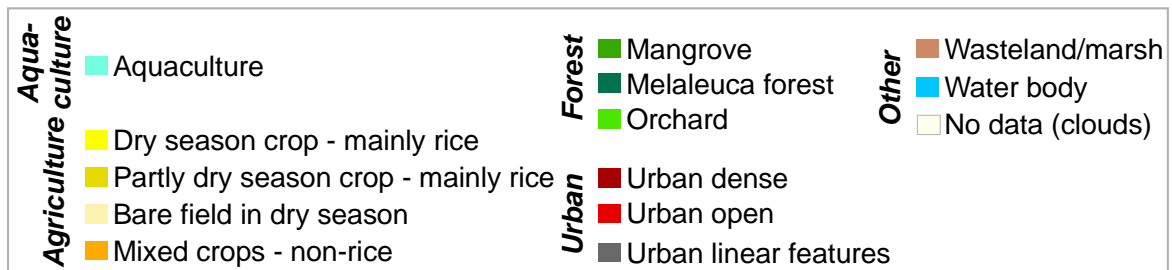 Aqua-
culture
Aquaculture
Agriculture
Dry season crop - mainly rice
Partly dry season crop - mainly rice
Bare field in dry season
Mixed crops - non-rice
Forest
Mangrove
Melaleuca forest
Orchard
Urban
Urban dense
Urban open
Urban linear features
Other
Wasteland/marsh
Water body
No data (clouds)